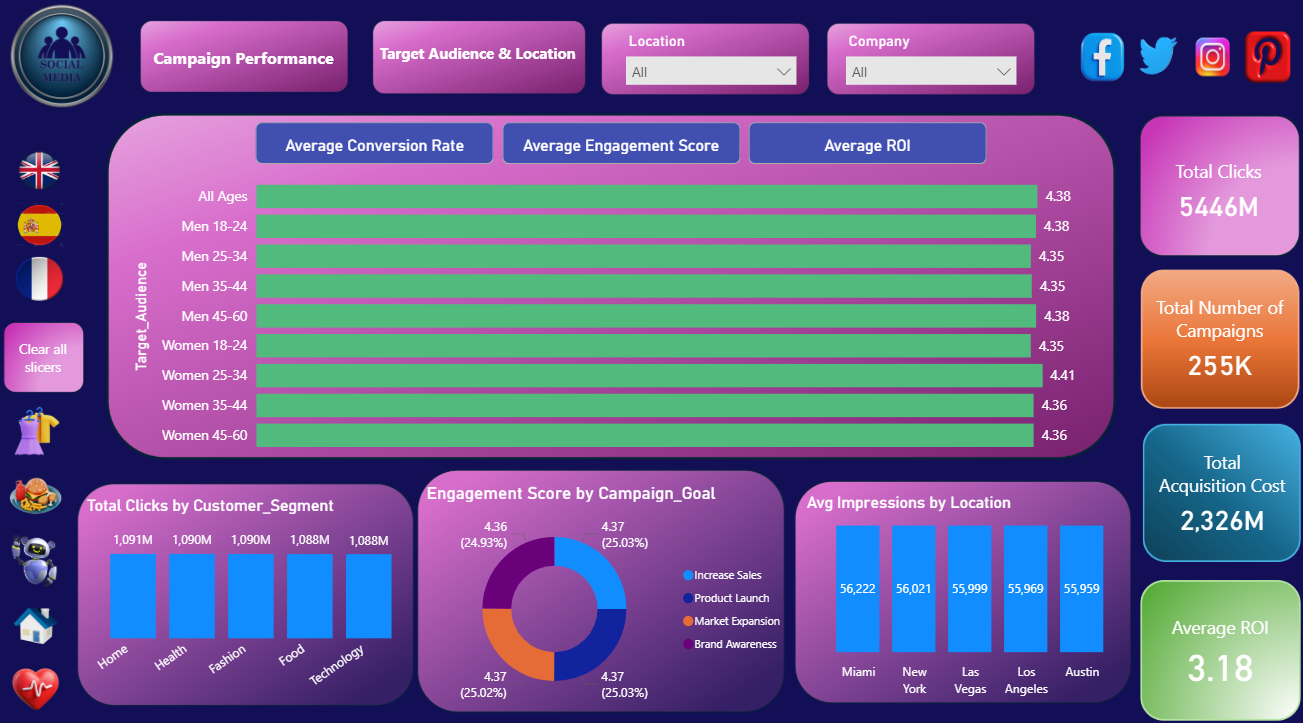 SOCIAL
MEDIA
Campaign Performance
Target Audience & Location
Location
All
Company
All
Average Conversion Rate
Average Engagement Score
Average ROI
Target_Audience
All Ages 4.38
Men 18-24 4.38
Men 25-34 4.35
Men 35-44 4.35
Men 45-60 4.38
Women 18-24 4.35
Women 25-34 4.41
Women 35-44 4.36
Women 45-60 4.36
Total Clicks
5446M
Total Number of
Campaigns
255K
Total
Acquisition Cost
2,326M
Average ROI
3.18
Clear all
slicers
Total Clicks by Customer_Segment
1,091M 1,090M 1,090M 1,088M 1,088M
Home Health Fashion Food Technology
Engagement Score by Campaign_Goal
4.36
(24.93%)
4.37
(25.03%)
4.37
(25.02%)
4.37
(25.03%)
Increase Sales
Product Launch
Market Expansion
Brand Awareness
Avg Impressions by Location
56,222 56,021 55,999 55,969 55,959
Miami New York Las Vegas Los Angeles Austin